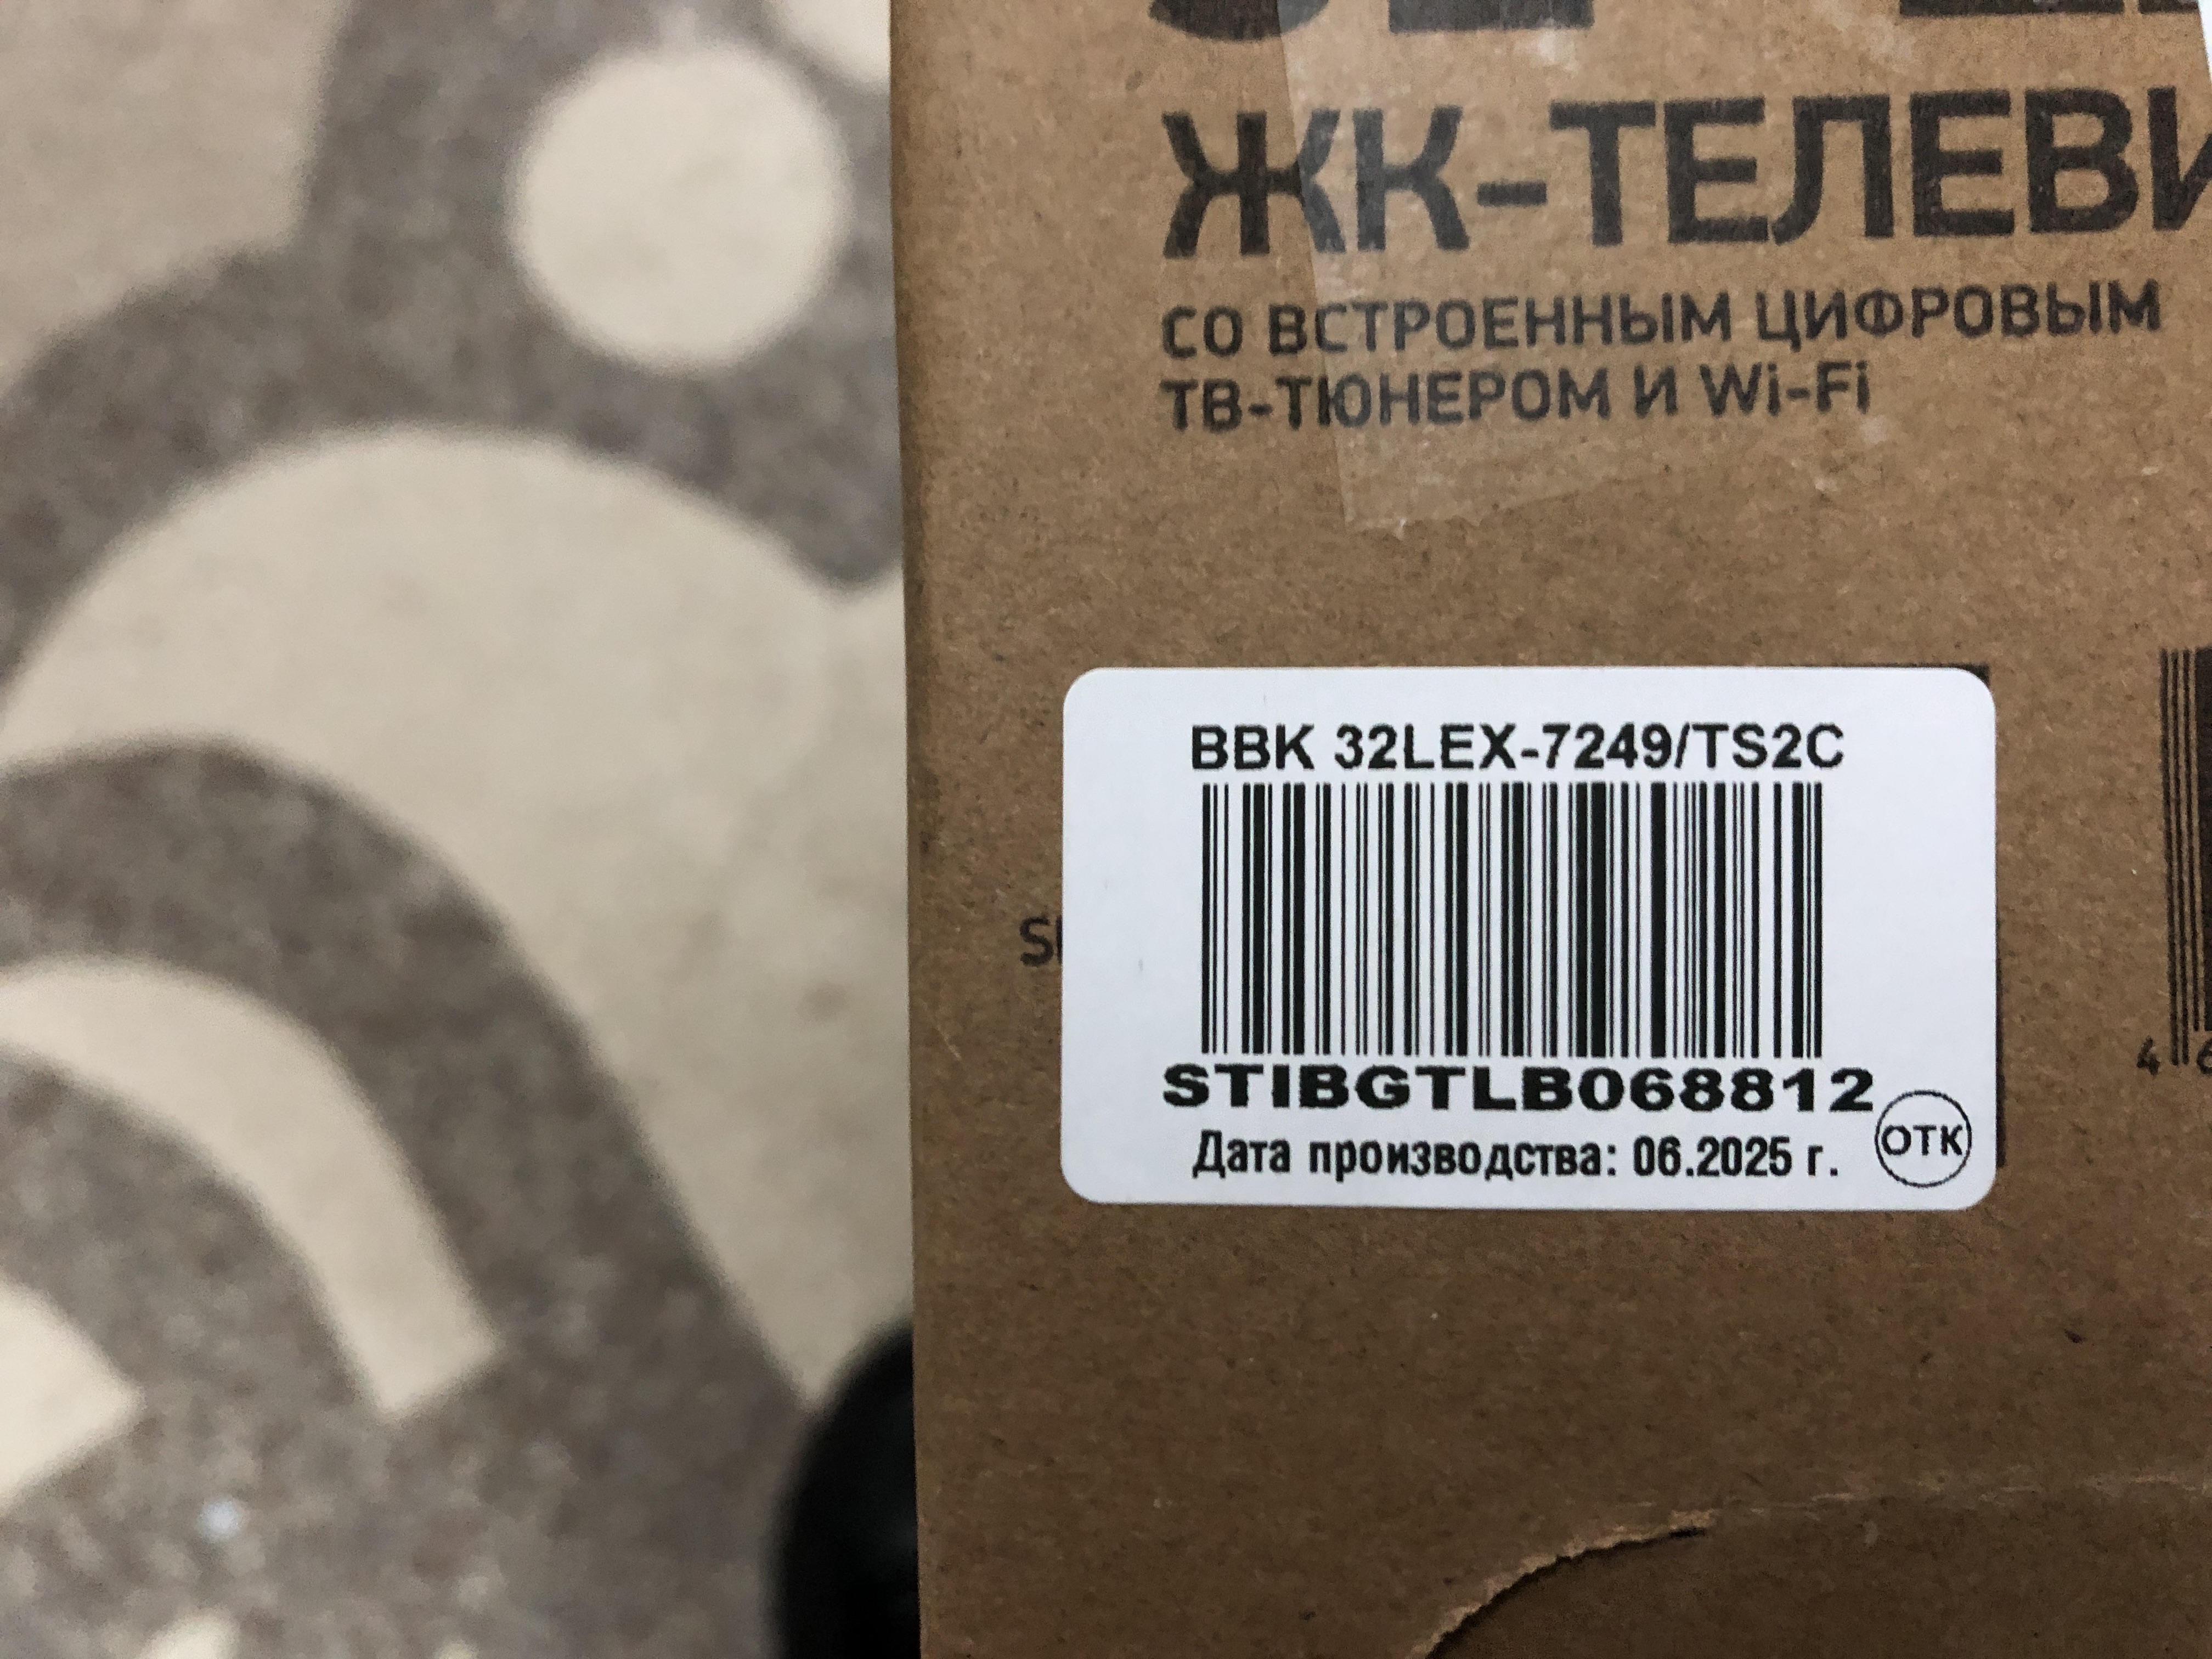 ЖК-ТЕЛЕВИ
СО ВСТРОЕННЫМ ЦИФРОВЫМ
ТВ-ТЮНЕРОМ И Wi-Fi
BBK 32LEX-7249/TS2C
STIBGTLB068812
Дата производства: 06.2025 г.
ОТК
4